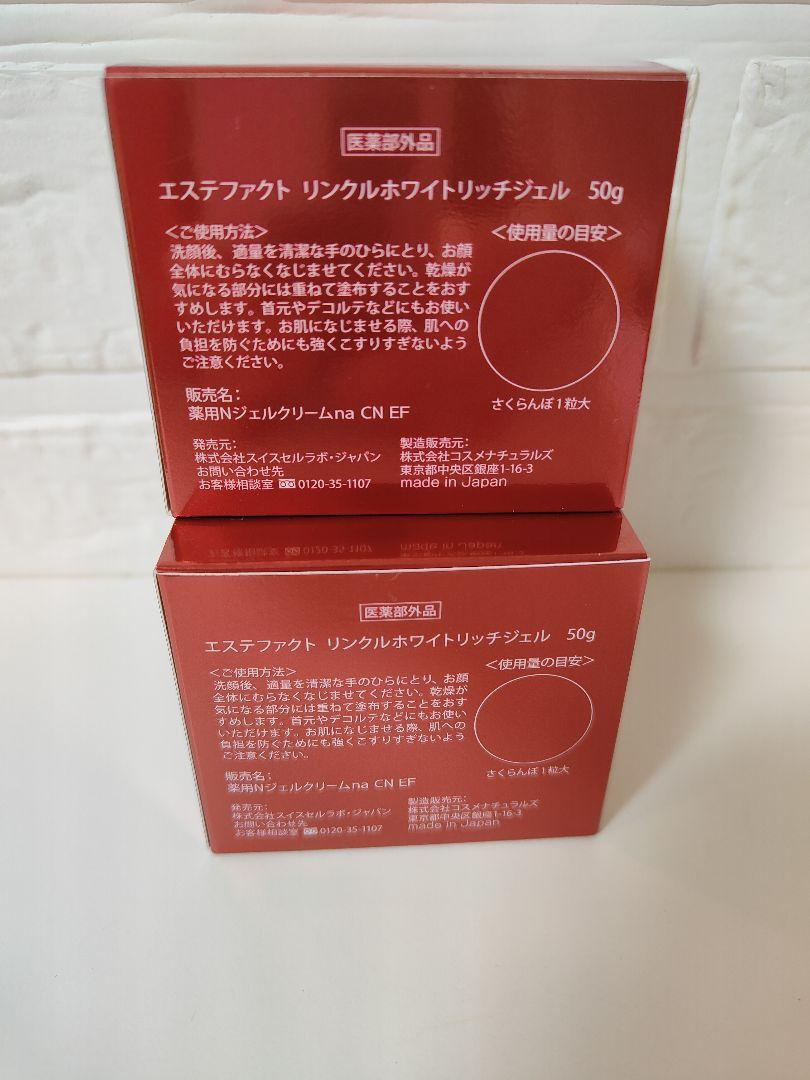 医薬部外品
エステファクト リンクルホワイトリッチジェル 50g
＜ご使用方法＞
洗顔後、適量を清潔な手のひらにとり、お顔
全体にむらなくなじませてください。乾燥が
気になる部分には重ねて塗布することをおす
すめします。首元やデコルテなどにもお使い
いただけます。お肌になじませる際、肌への
負担を防ぐためにも強くこすりすぎないよう
ご注意ください。
＜使用量の目安＞
さくらんぼ1粒大
販売名：
薬用Nジェルクリームna CN EF
発売元：
株式会社スイスセルラボ・ジャパン
お問い合わせ先
お客様相談室 0120-35-1107
製造販売元：
株式会社コスメナチュラルズ
東京都中央区銀座1-16-3
made in Japan
お客様相談室 0120-35-1107
made in Japan
医薬部外品
エステファクト リンクルホワイトリッチジェル 50g
＜ご使用方法＞
洗顔後、適量を清潔な手のひらにとり、お顔
全体にむらなくなじませてください。乾燥が
気になる部分には重ねて塗布することをおす
すめします。首元やデコルテなどにもお使い
いただけます。お肌になじませる際、肌への
負担を防ぐためにも強くこすりすぎないよう
ご注意ください。
＜使用量の目安＞
さくらんぼ1粒大
販売名：
薬用Nジェルクリームna CN EF
発売元：
株式会社スイスセルラボ・ジャパン
お問い合わせ先
お客様相談室 0120-35-1107
製造販売元：
株式会社コスメナチュラルズ
東京都中央区銀座1-16-3
made in Japan